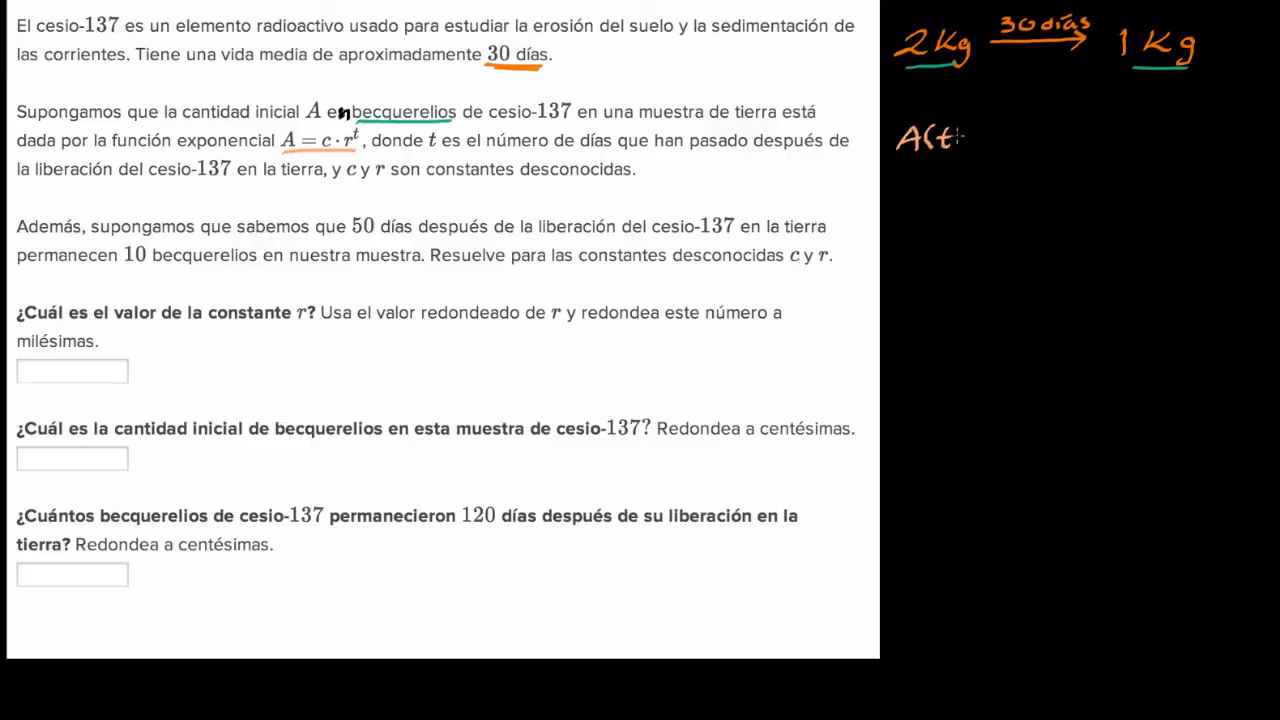 El cesio-137 es un elemento radioactivo usado para estudiar la erosión del suelo y la sedimentación de
las corrientes. Tiene una vida media de aproximadamente 30 días.
Supongamos que la cantidad inicial A en becquerelios de cesio-137 en una muestra de tierra está
dada por la función exponencial A = c · r^t, donde t es el número de días que han pasado después de
la liberación del cesio-137 en la tierra, y c y r son constantes desconocidas.
Además, supongamos que sabemos que 50 días después de la liberación del cesio-137 en la tierra
permanecen 10 becquerelios en nuestra muestra. Resuelve para las constantes desconocidas c y r.
¿Cuál es el valor de la constante r? Usa el valor redondeado de r y redondea este número a
milésimas.
¿Cuál es la cantidad inicial de becquerelios en esta muestra de cesio-137? Redondea a centésimas.
¿Cuántos becquerelios de cesio-137 permanecieron 120 días después de su liberación en la
tierra? Redondea a centésimas.
2 Kg 30 días 1 Kg
A(t